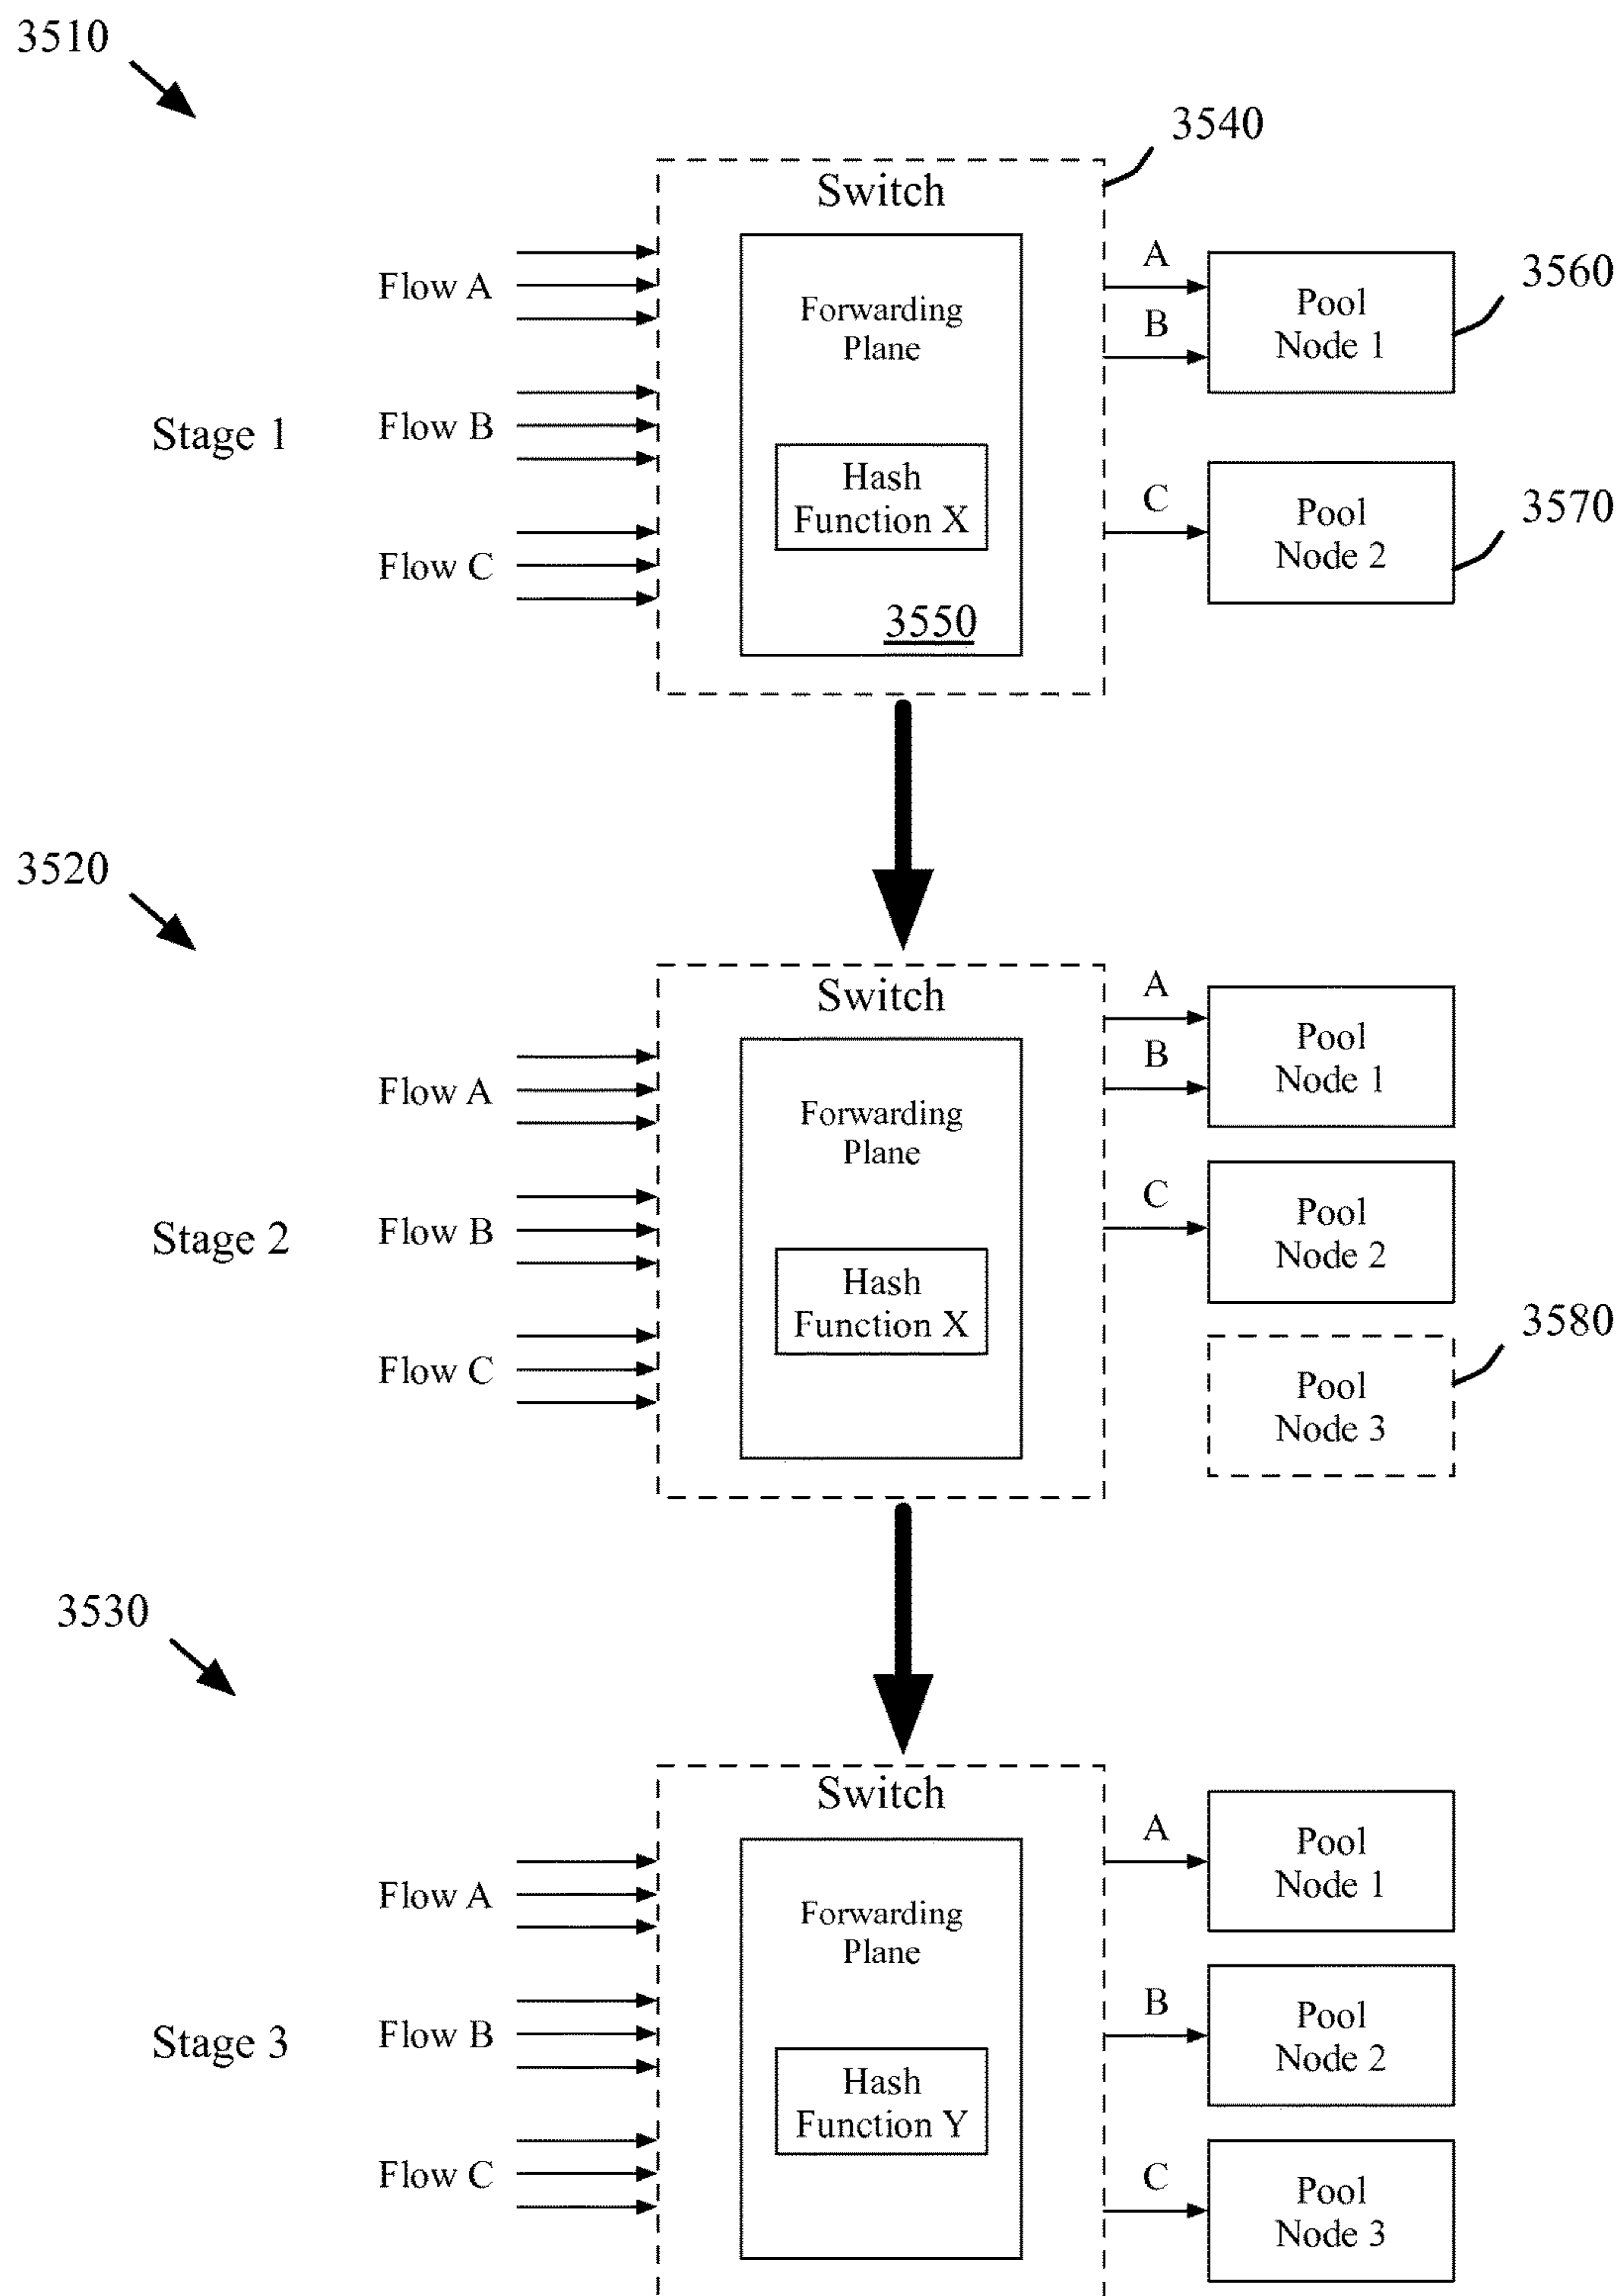 3510
3540
Switch
Forwarding
Plane
Hash
Function X
3550
Stage 1
Flow A
Flow B
Flow C
A
B
C
Pool
Node 1
3560
Pool
Node 2
3570
3520
Switch
Forwarding
Plane
Hash
Function X
Stage 2
Flow A
Flow B
Flow C
A
B
C
Pool
Node 1
Pool
Node 2
Pool
Node 3
3580
3530
Switch
Forwarding
Plane
Hash
Function Y
Stage 3
Flow A
Flow B
Flow C
A
B
C
Pool
Node 1
Pool
Node 2
Pool
Node 3